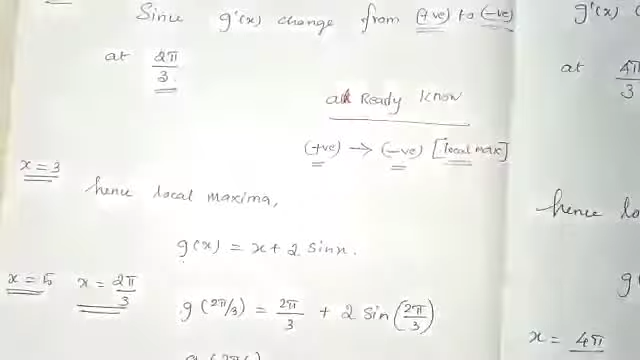 Since g'(x) change from (+ve) to (-ve)
at 2π/3.
already know
(+ve) → (-ve) [local max]
x = 3
hence local maxima,
g(x) = x + 2 sin x.
x = 5 x = 2π/3
g(2π/3) = 2π/3 + 2 sin(2π/3)
g'(x)
at 4π/3
hence lo
g
x = 4π